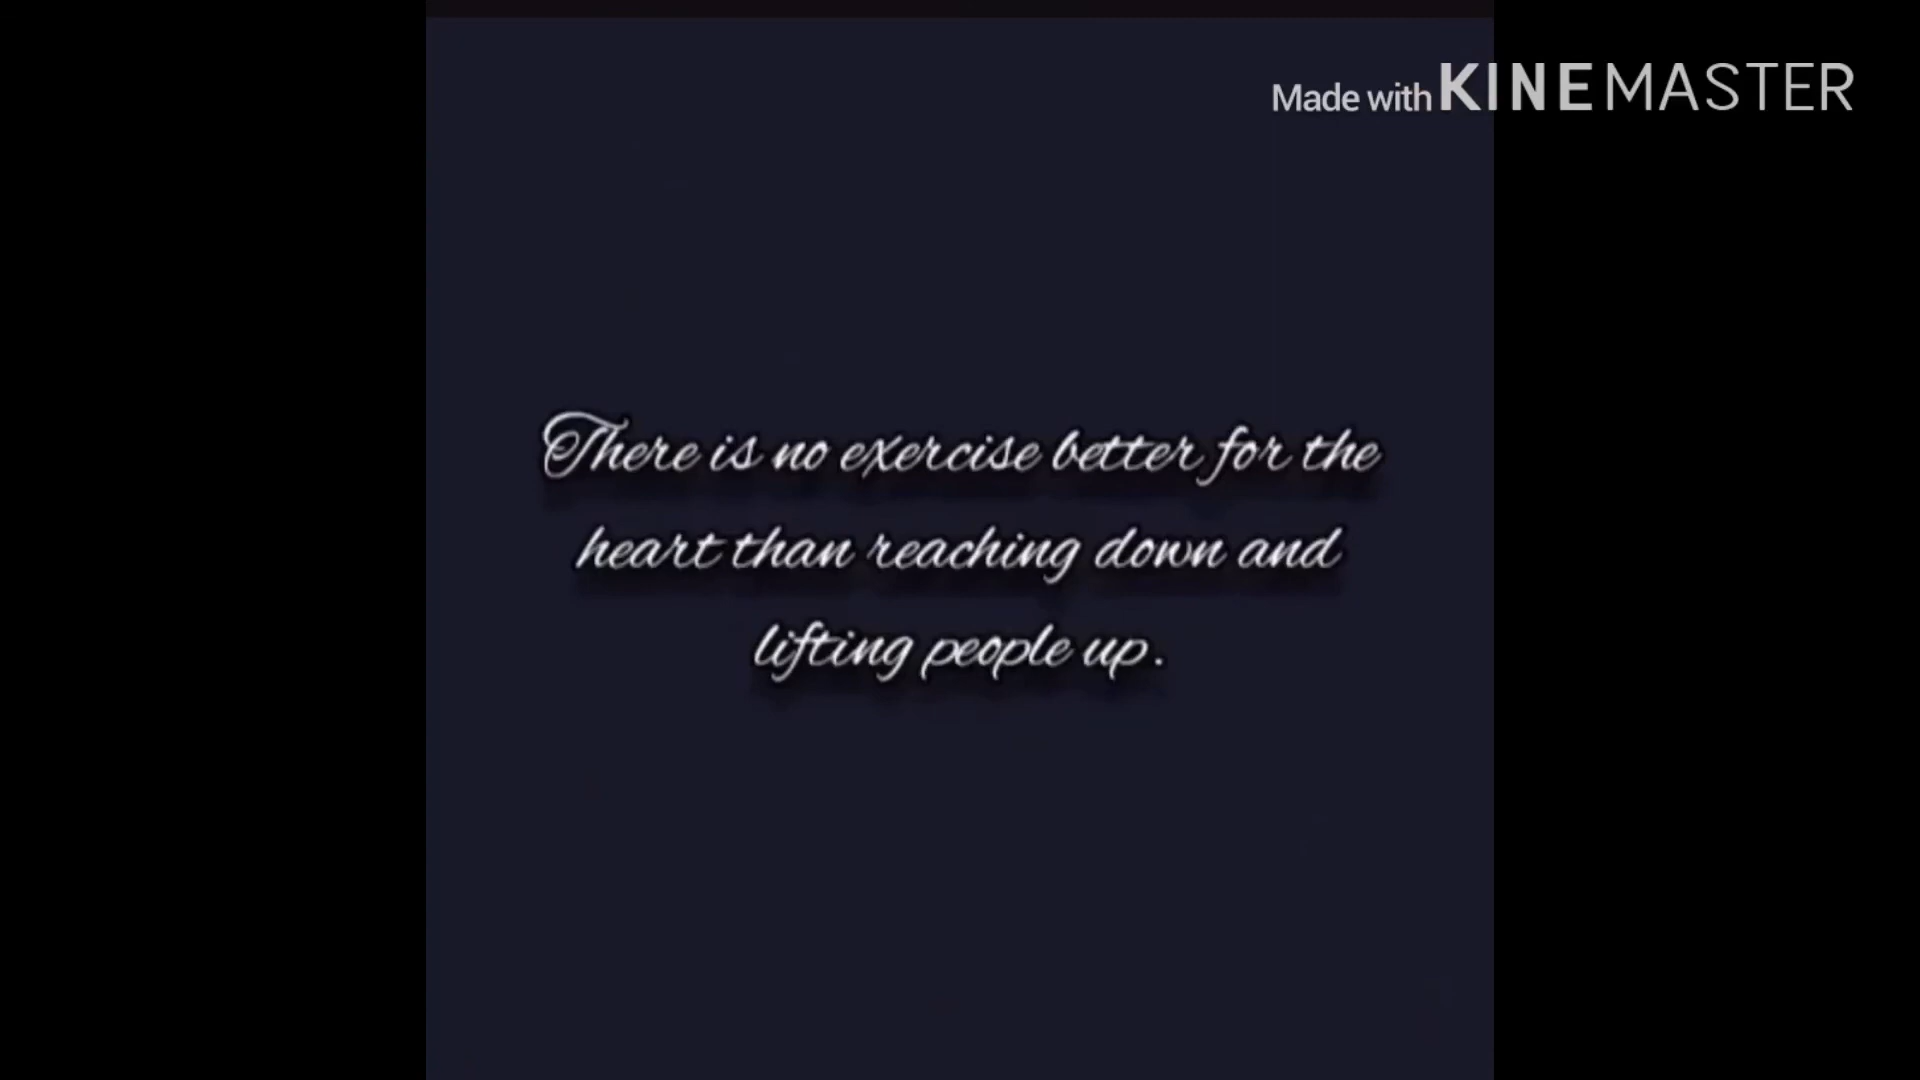 Made with KINEMASTER
There is no exercise better for the
heart than reaching down and
lifting people up.